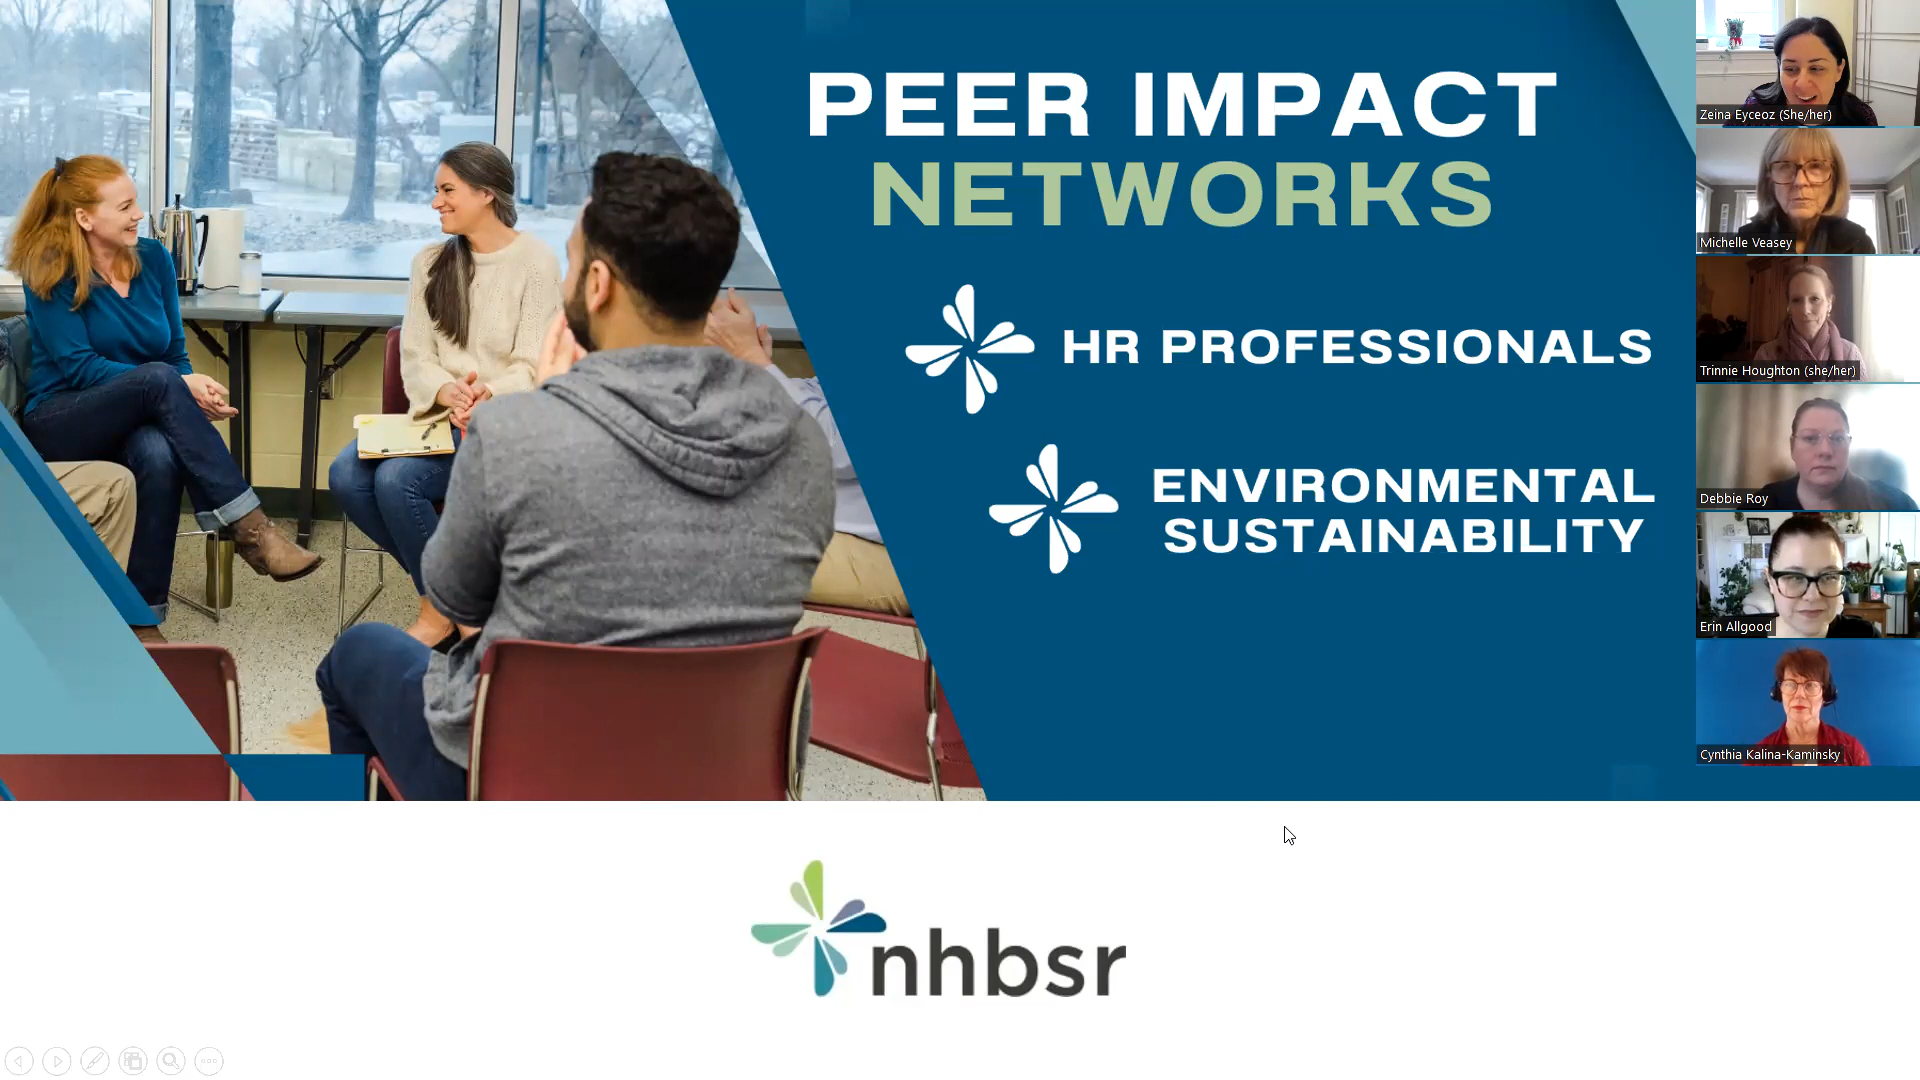 PEER IMPACT
NETWORKS
HR PROFESSIONALS
ENVIRONMENTAL
SUSTAINABILITY
nhbsr
Zeina Eyceoz (She/her)
Michelle Veasey
Trinnie Houghton (she/her)
Debbie Roy
Erin Allgood
Cynthia Kalina-Kaminsky